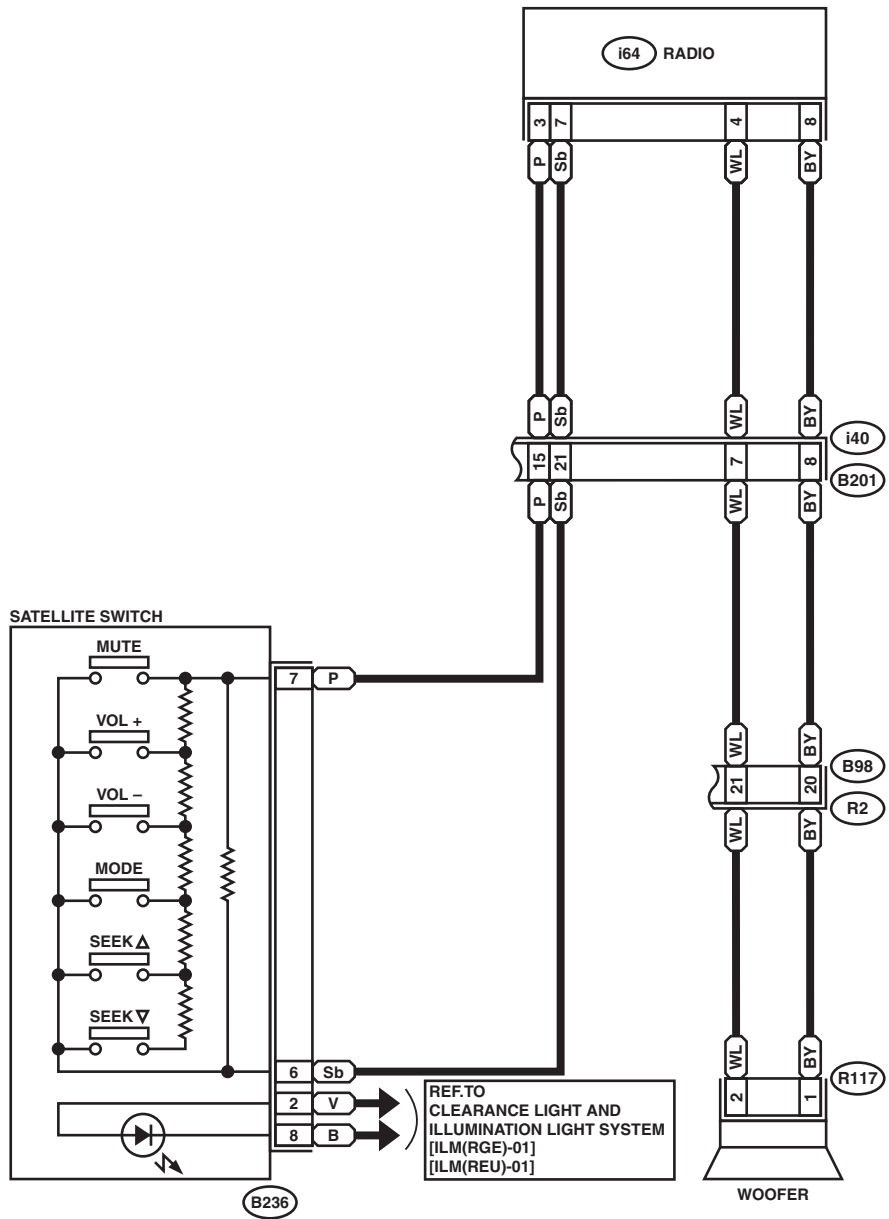 i64 RADIO
3 7 4 8
P Sb WL BY
P Sb WL BY
i40
15 21 7 8
B201
P Sb WL BY
SATELLITE SWITCH
MUTE
7 P
VOL +
VOL –
MODE
SEEK △
SEEK ▽
WL BY
B98
21 20
R2
WL BY
6 Sb
2 V
8 B
REF.TO
CLEARANCE LIGHT AND
ILLUMINATION LIGHT SYSTEM
[ILM(RGE)-01]
[ILM(REU)-01]
WL BY
R117
2 1
WOOFER
B236